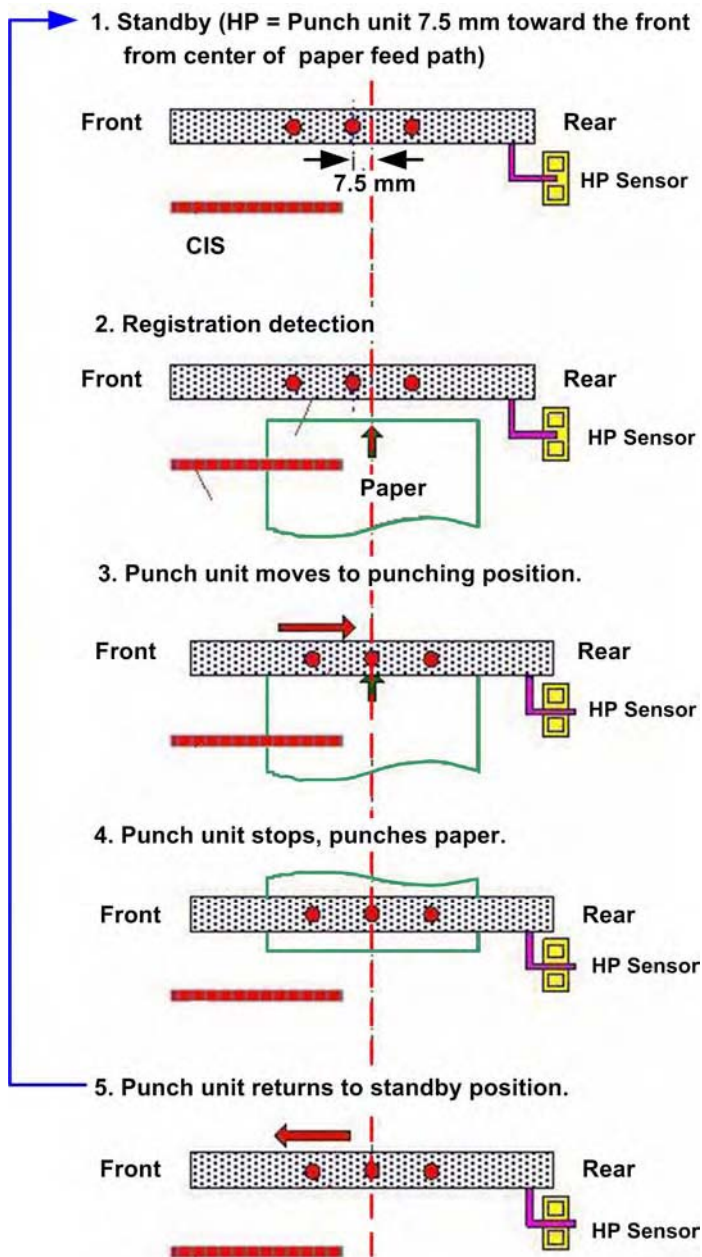 1. Standby (HP = Punch unit 7.5 mm toward the front
from center of paper feed path)
Front
Rear
7.5 mm
HP Sensor
CIS
2. Registration detection
Front
Rear
HP Sensor
Paper
3. Punch unit moves to punching position.
Front
Rear
HP Sensor
4. Punch unit stops, punches paper.
Front
Rear
HP Sensor
5. Punch unit returns to standby position.
Front
Rear
HP Sensor